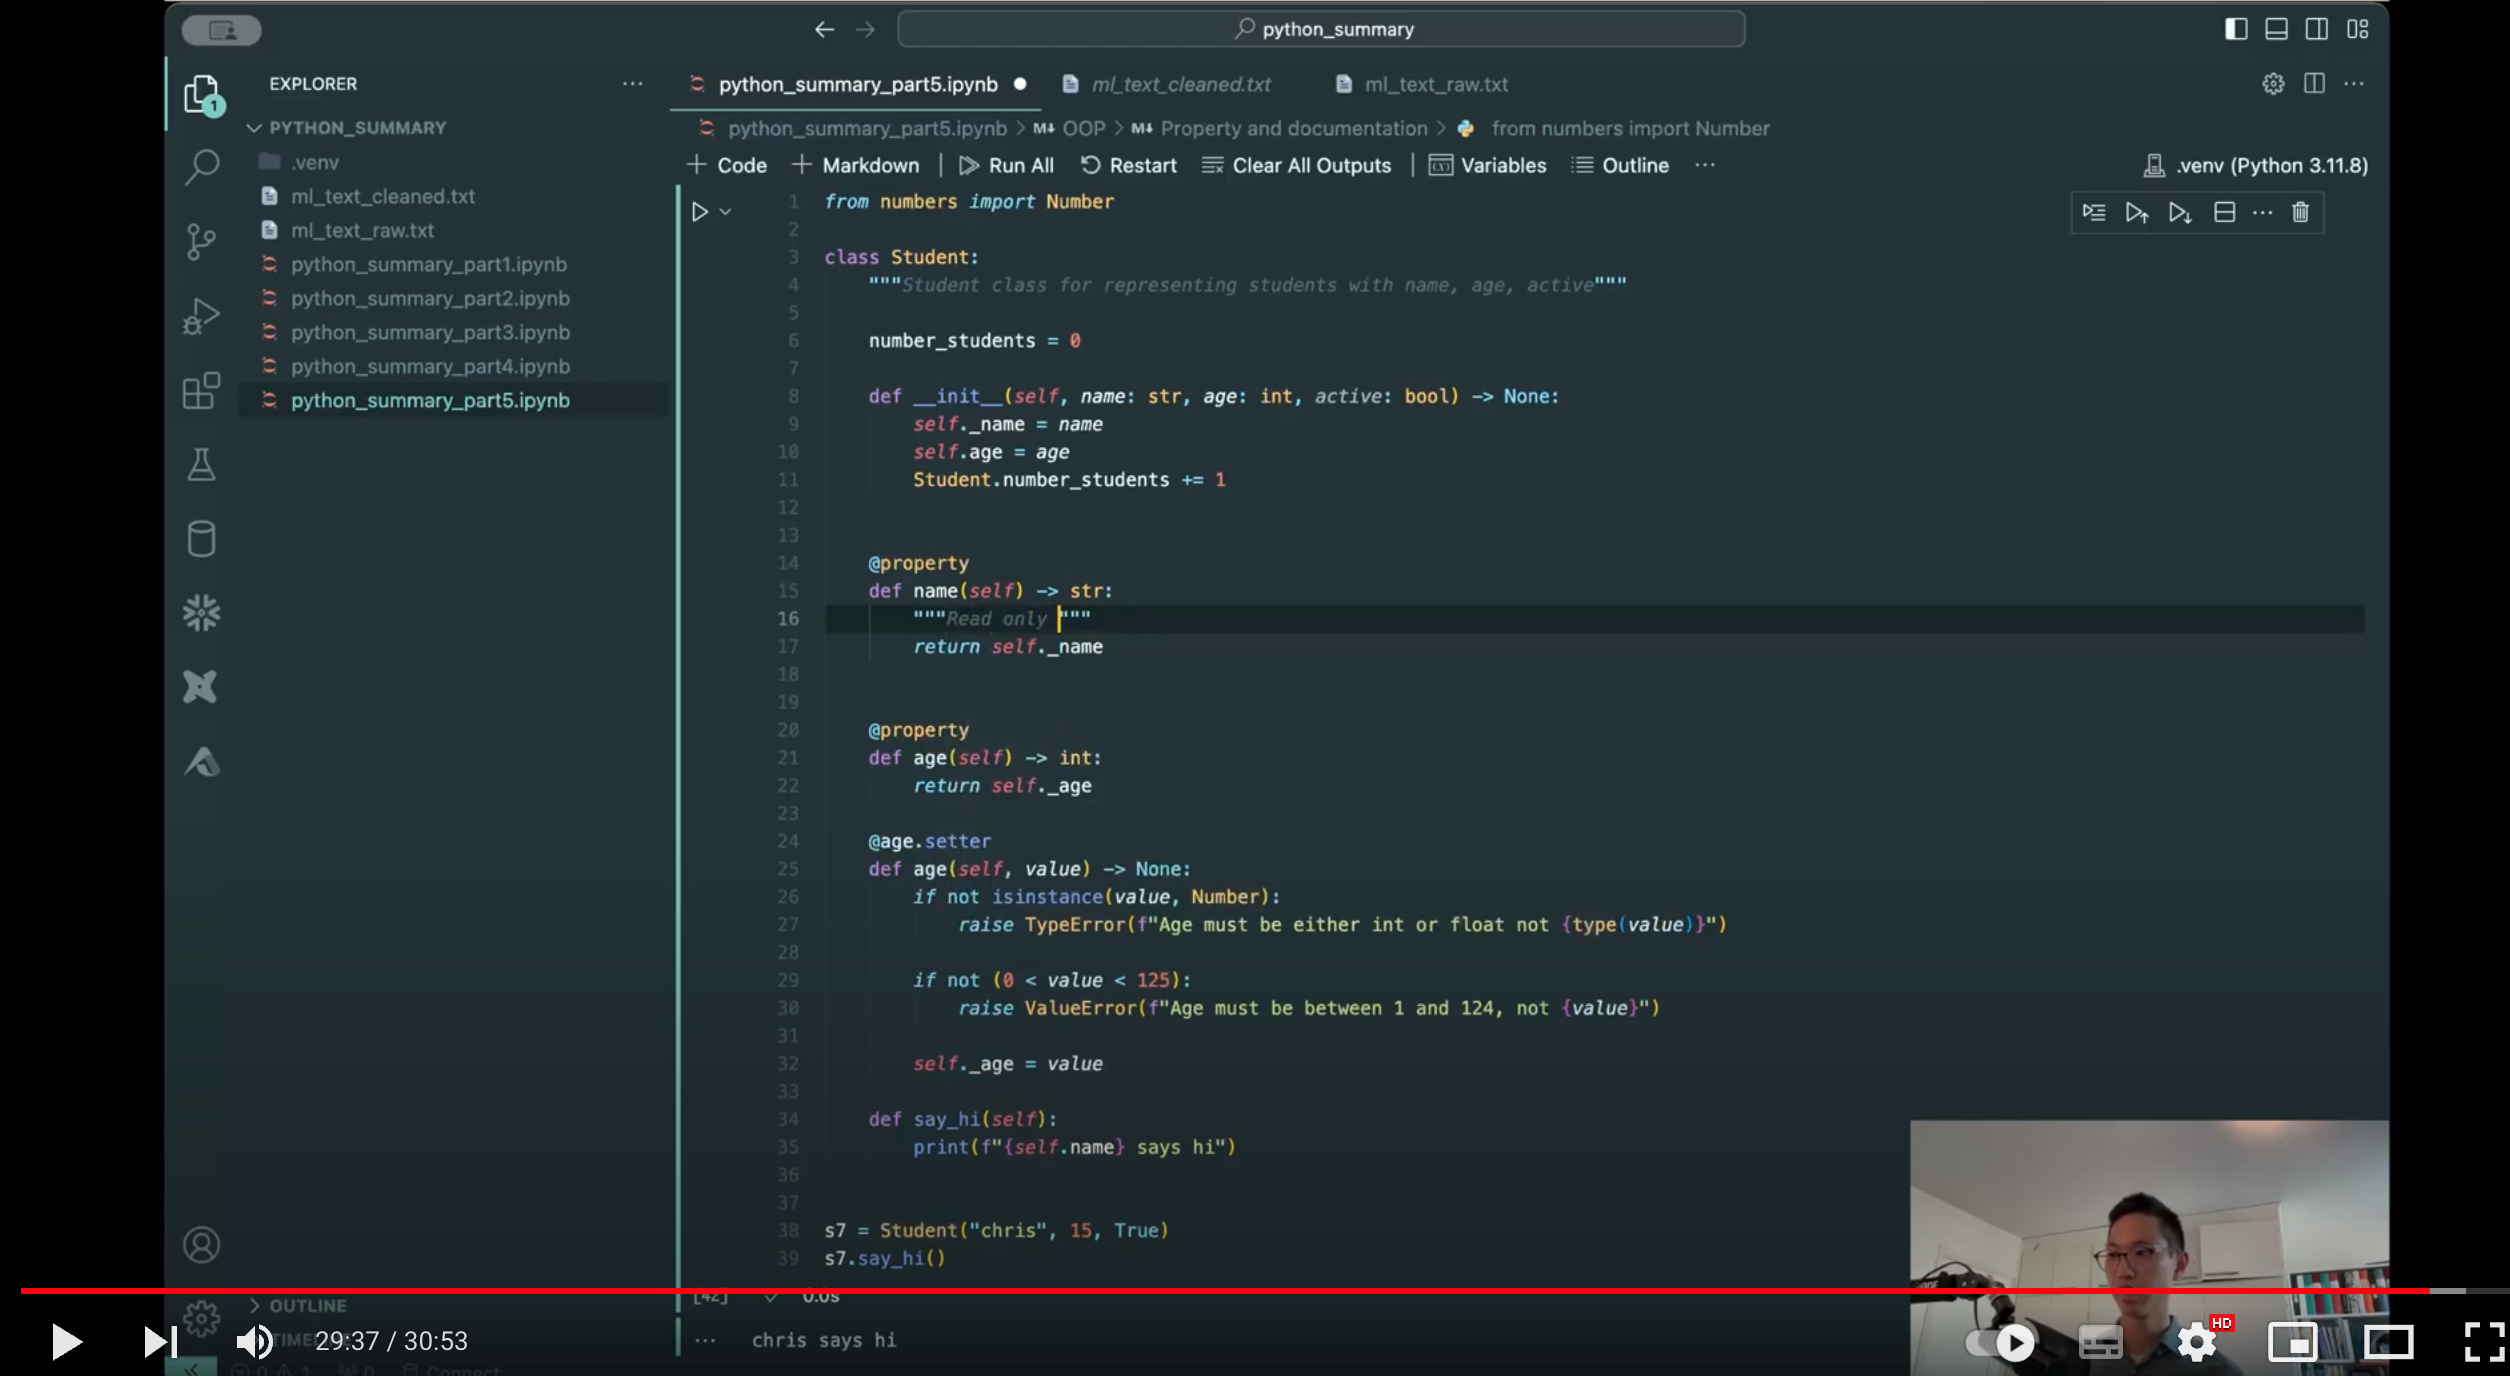 python_summary
EXPLORER
PYTHON_SUMMARY
.venv
ml_text_cleaned.txt
ml_text_raw.txt
python_summary_part1.ipynb
python_summary_part2.ipynb
python_summary_part3.ipynb
python_summary_part4.ipynb
python_summary_part5.ipynb
OUTLINE
1
python_summary_part5.ipynb ml_text_cleaned.txt ml_text_raw.txt
python_summary_part5.ipynb > M↓ OOP > M↓ Property and documentation > from numbers import Number
+ Code + Markdown | Run All Restart Clear All Outputs | Variables Outline ··· .venv (Python 3.11.8)
1 from numbers import Number
2
3 class Student:
4 """Student class for representing students with name, age, active"""
5
6 number_students = 0
7
8 def __init__(self, name: str, age: int, active: bool) -> None:
9 self._name = name
10 self.age = age
11 Student.number_students += 1
12
13
14 @property
15 def name(self) -> str:
16 """Read only """
17 return self._name
18
19
20 @property
21 def age(self) -> int:
22 return self._age
23
24 @age.setter
25 def age(self, value) -> None:
26 if not isinstance(value, Number):
27 raise TypeError(f"Age must be either int or float not {type(value)}")
28
29 if not (0 < value < 125):
30 raise ValueError(f"Age must be between 1 and 124, not {value}")
31
32 self._age = value
33
34 def say_hi(self):
35 print(f"{self.name} says hi")
36
37
38 s7 = Student("chris", 15, True)
39 s7.say_hi()
[42] 0.0s
chris says hi
29:37 / 30:53
HD